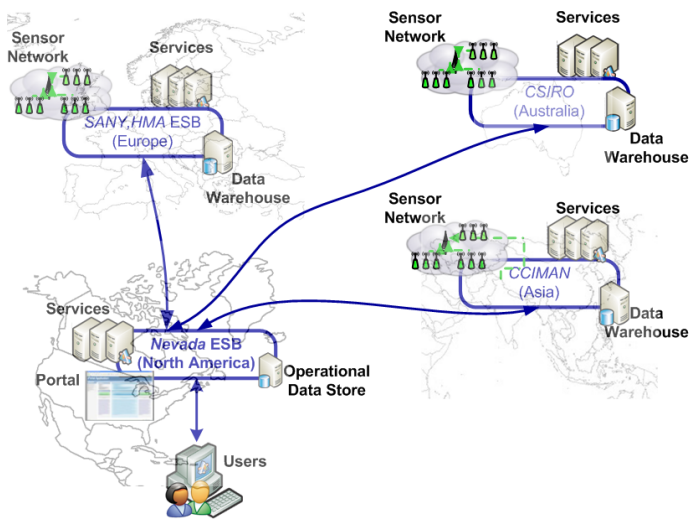 Sensor
Network
Services
SANY,HMA ESB
(Europe)
Data
Warehouse
Sensor
Network
Services
CSIRO
(Australia)
Data
Warehouse
Sensor
Network
Services
CCIMAN
(Asia)
Data
Warehouse
Services
Nevada ESB
(North America)
Portal
Operational
Data Store
Users